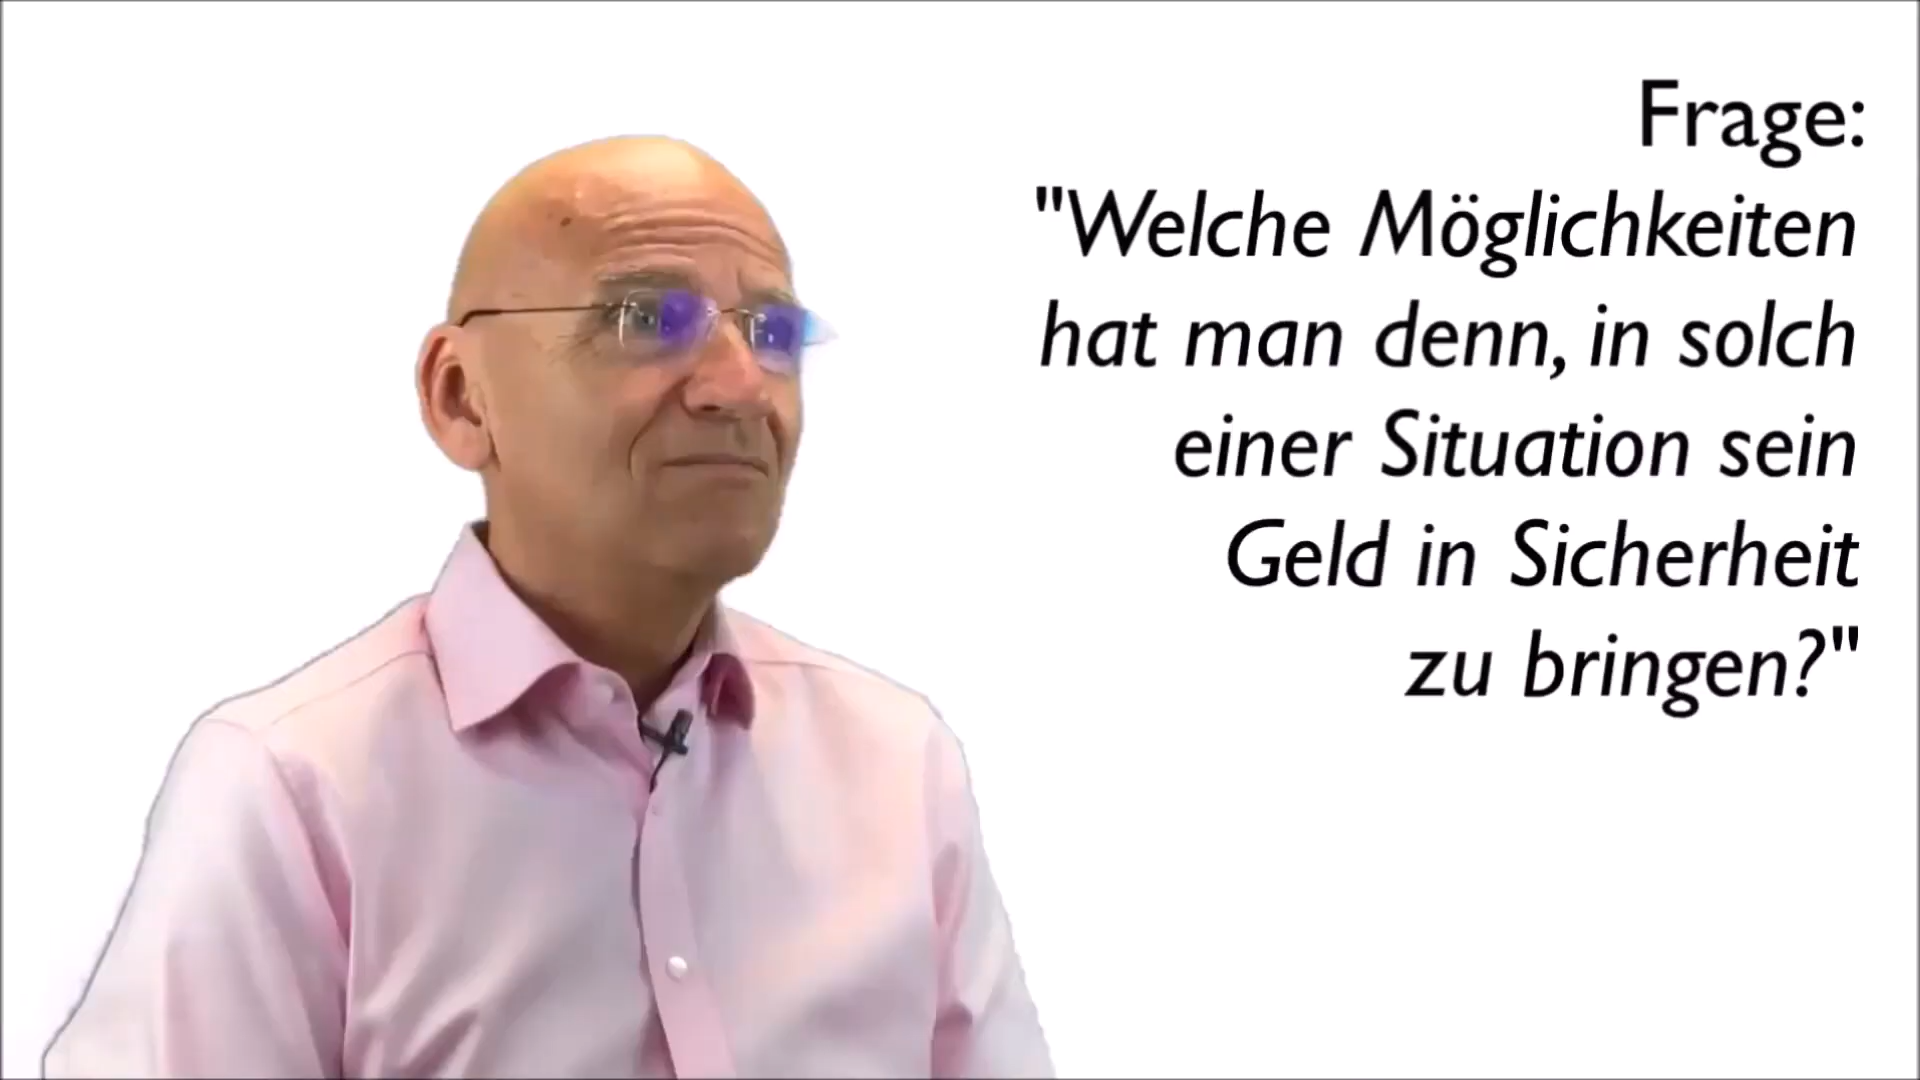 Frage:
"Welche Möglichkeiten
hat man denn, in solch
einer Situation sein
Geld in Sicherheit
zu bringen?"